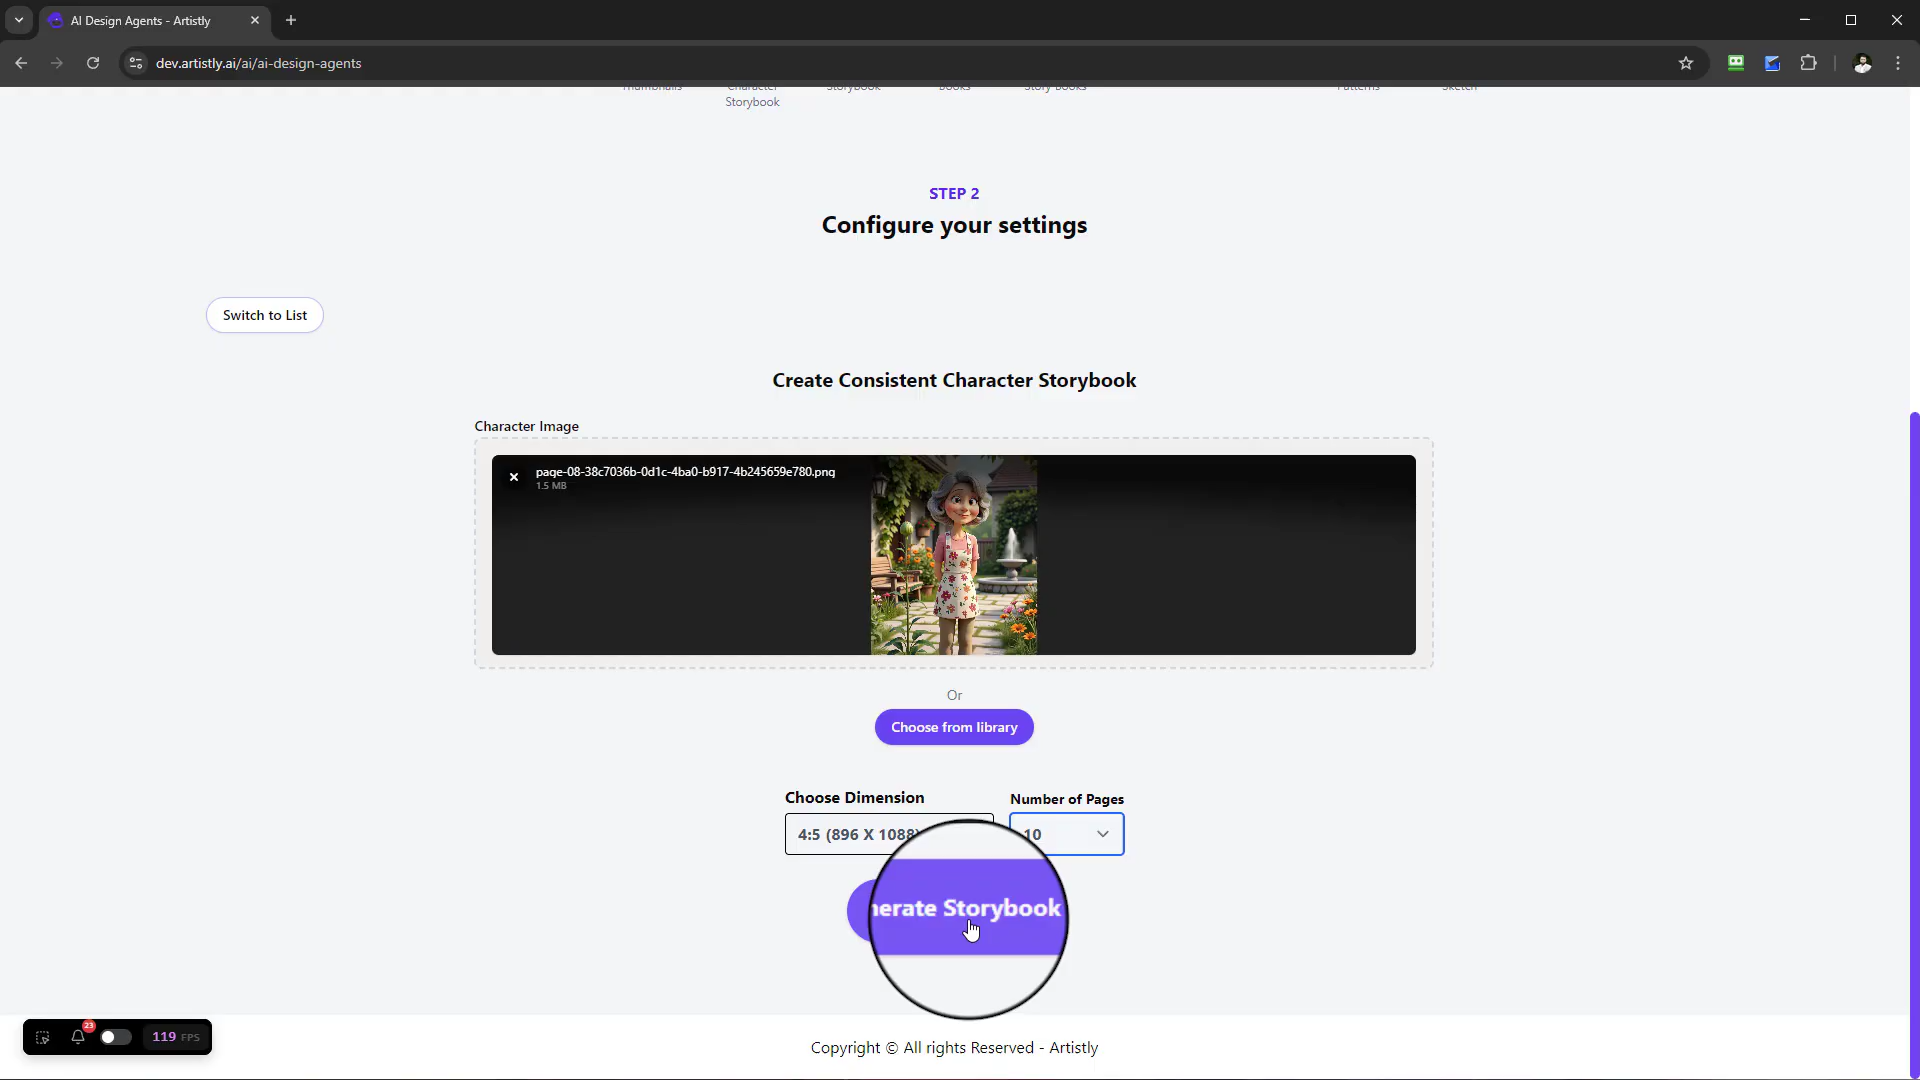 AI Design Agents - Artistly
dev.artistly.ai/ai/ai-design-agents
Thumbnails
Character
Storybook
Storybook
Books
Story Books
Patterns
Sketch
STEP 2
Configure your settings
Switch to List
Create Consistent Character Storybook
Character Image
page-08-38c7036b-0d1c-4ba0-b917-4b245659e780.png
1.5 MB
Or
Choose from library
Choose Dimension
Number of Pages
4:5 (896 X 1088)
10
nerate Storybook
23
119 FPS
Copyright © All rights Reserved - Artistly